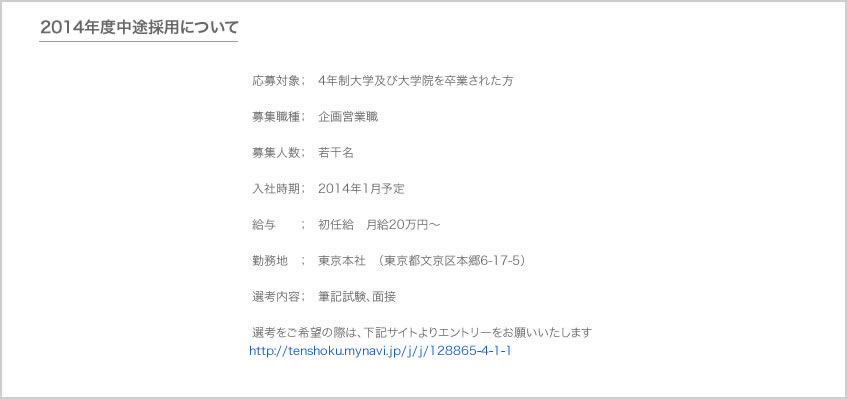 2014年度中途採用について
応募対象； 4年制大学及び大学院を卒業された方
募集職種； 企画営業職
募集人数； 若干名
入社時期； 2014年1月予定
給与　　； 初任給　月給20万円～
勤務地　； 東京本社　（東京都文京区本郷6-17-5）
選考内容； 筆記試験、面接
選考をご希望の際は、下記サイトよりエントリーをお願いいたします
http://tenshoku.mynavi.jp/j/j/128865-4-1-1